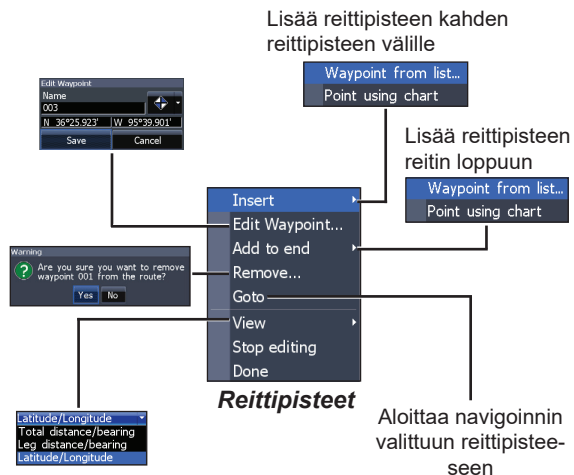 Lisää reittipisteen kahden
reittipisteen välille
Waypoint from list...
Point using chart
Edit Waypoint
Name
003
N 36°25.923' W 95°39.901'
Save Cancel
Lisää reittipisteen
reitin loppuun
Waypoint from list...
Point using chart
Insert
Edit Waypoint...
Add to end
Remove...
Goto
View
Stop editing
Done
Warning
Are you sure you want to remove
waypoint 001 from the route?
Yes No
Reittipisteet
Latitude/Longitude
Total distance/bearing
Leg distance/bearing
Latitude/Longitude
Aloittaa navigoinnin
valittuun reittipistee-
seen